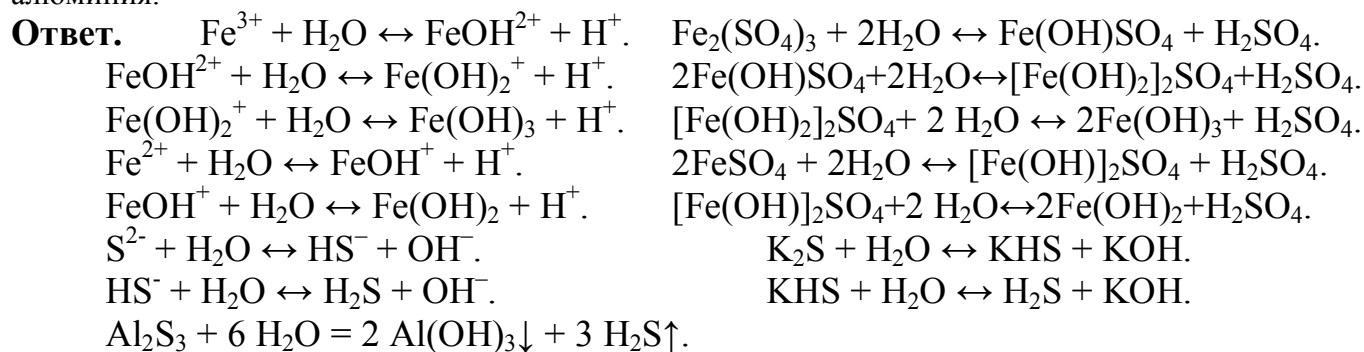 алюминия.
Ответ. Fe³⁺ + H₂O ↔ FeOH²⁺ + H⁺. Fe₂(SO₄)₃ + 2H₂O ↔ Fe(OH)SO₄ + H₂SO₄.
FeOH²⁺ + H₂O ↔ Fe(OH)₂⁺ + H⁺. 2Fe(OH)SO₄+2H₂O↔[Fe(OH)₂]₂SO₄+H₂SO₄.
Fe(OH)₂⁺ + H₂O ↔ Fe(OH)₃ + H⁺. [Fe(OH)₂]₂SO₄+ 2 H₂O ↔ 2Fe(OH)₃+ H₂SO₄.
Fe²⁺ + H₂O ↔ FeOH⁺ + H⁺. 2FeSO₄ + 2H₂O ↔ [Fe(OH)]₂SO₄ + H₂SO₄.
FeOH⁺ + H₂O ↔ Fe(OH)₂ + H⁺. [Fe(OH)]₂SO₄+2 H₂O↔2Fe(OH)₂+H₂SO₄.
S²⁻ + H₂O ↔ HS⁻ + OH⁻. K₂S + H₂O ↔ KHS + KOH.
HS⁻ + H₂O ↔ H₂S + OH⁻. KHS + H₂O ↔ H₂S + KOH.
Al₂S₃ + 6 H₂O = 2 Al(OH)₃↓ + 3 H₂S↑.